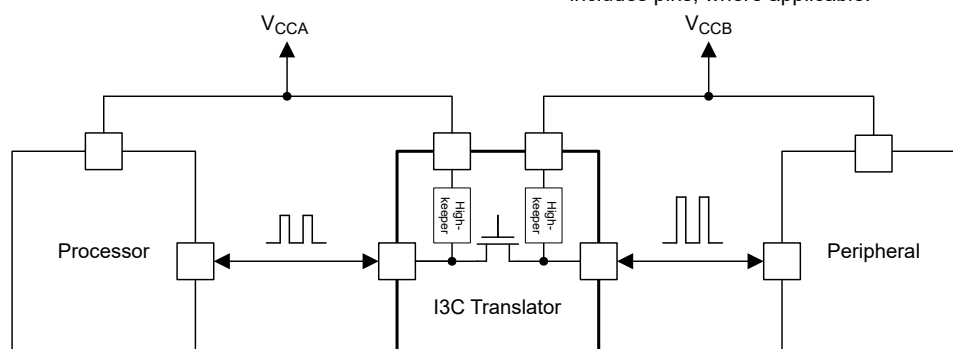 includes pins, where applicable.
VCCA
VCCB
High-
keeper
High-
keeper
Processor
Peripheral
I3C Translator